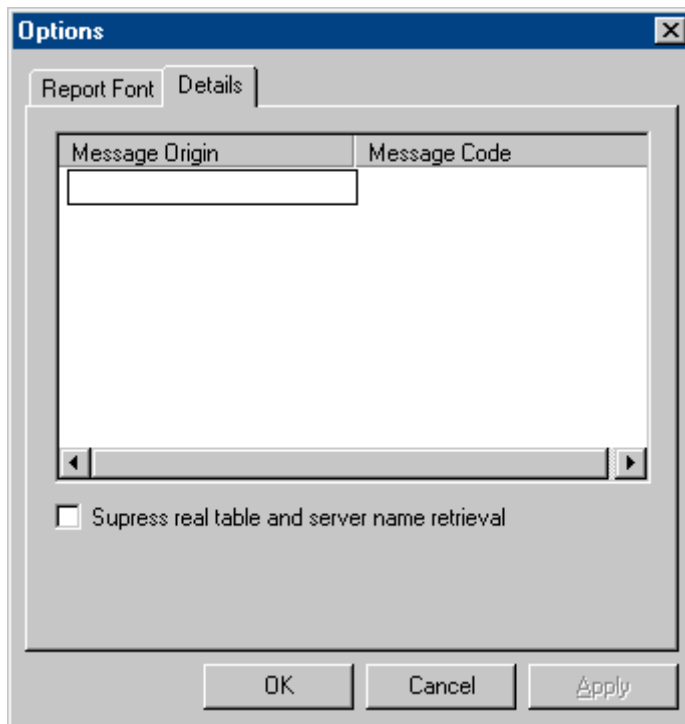 Options
Report Font Details
Message Origin Message Code
Supress real table and server name retrieval
OK Cancel Apply